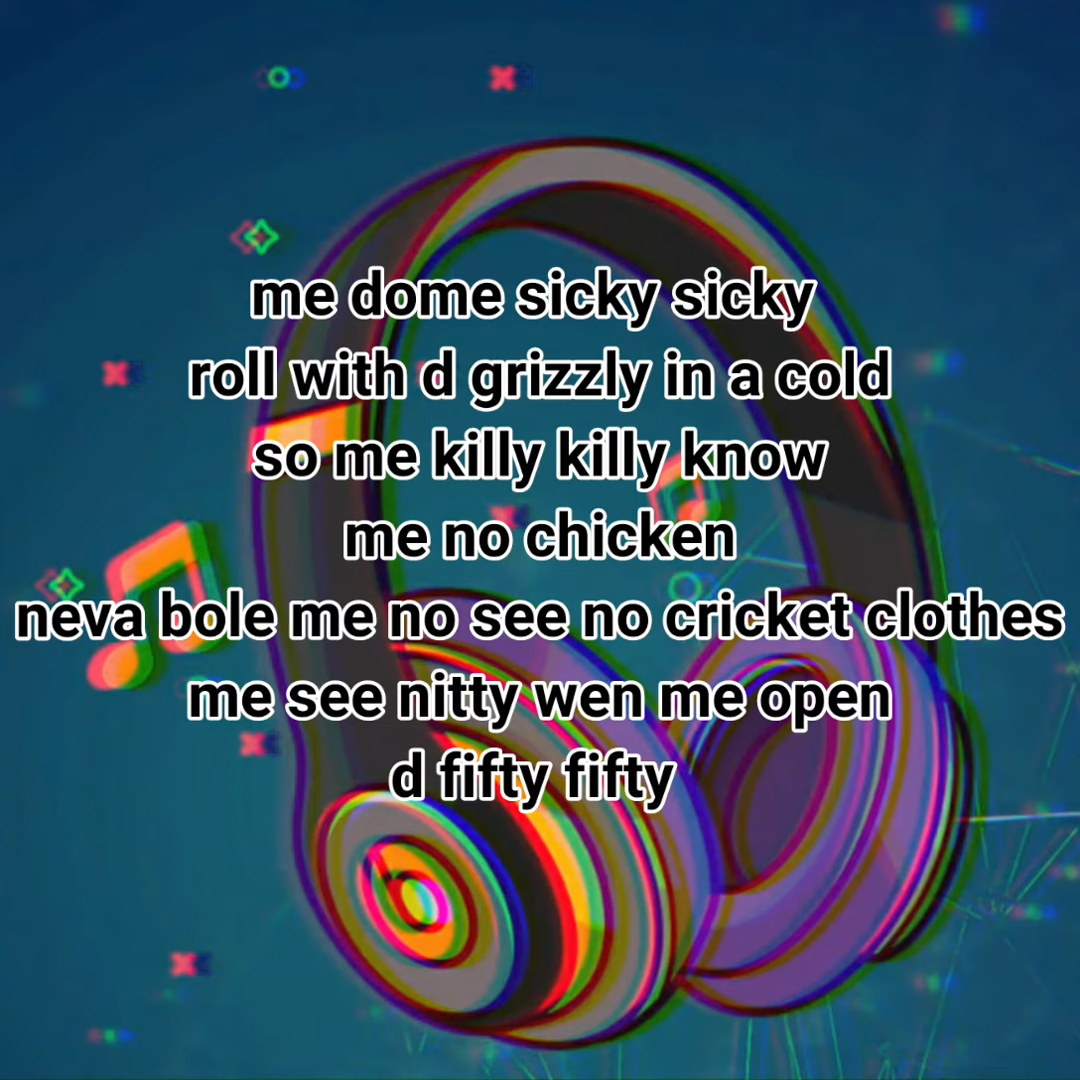 me dome sicky sicky
roll with d grizzly in a cold
so me killy killy know
me no chicken
neva bole me no see no cricket clothes
me see nitty wen me open
d fifty fifty